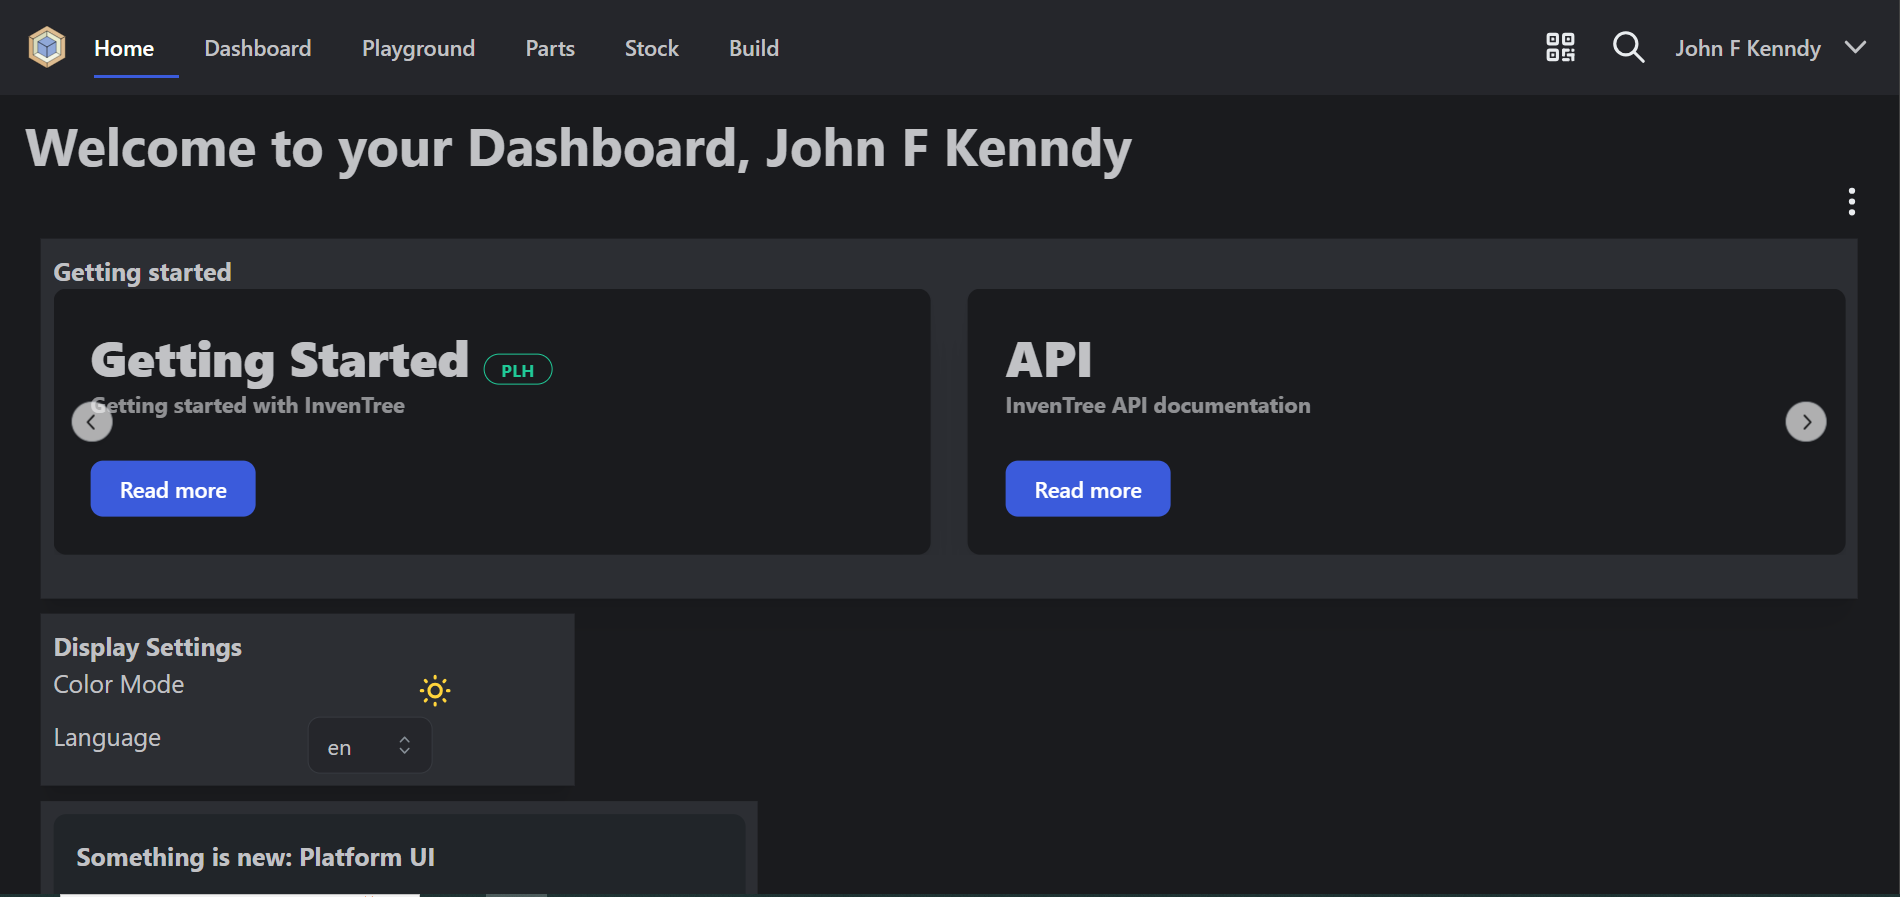 Home Dashboard Playground Parts Stock Build John F Kenndy
Welcome to your Dashboard, John F Kenndy
Getting started
Getting Started PLH
Getting started with InvenTree
Read more
API
InvenTree API documentation
Read more
Display Settings
Color Mode
Language en
Something is new: Platform UI